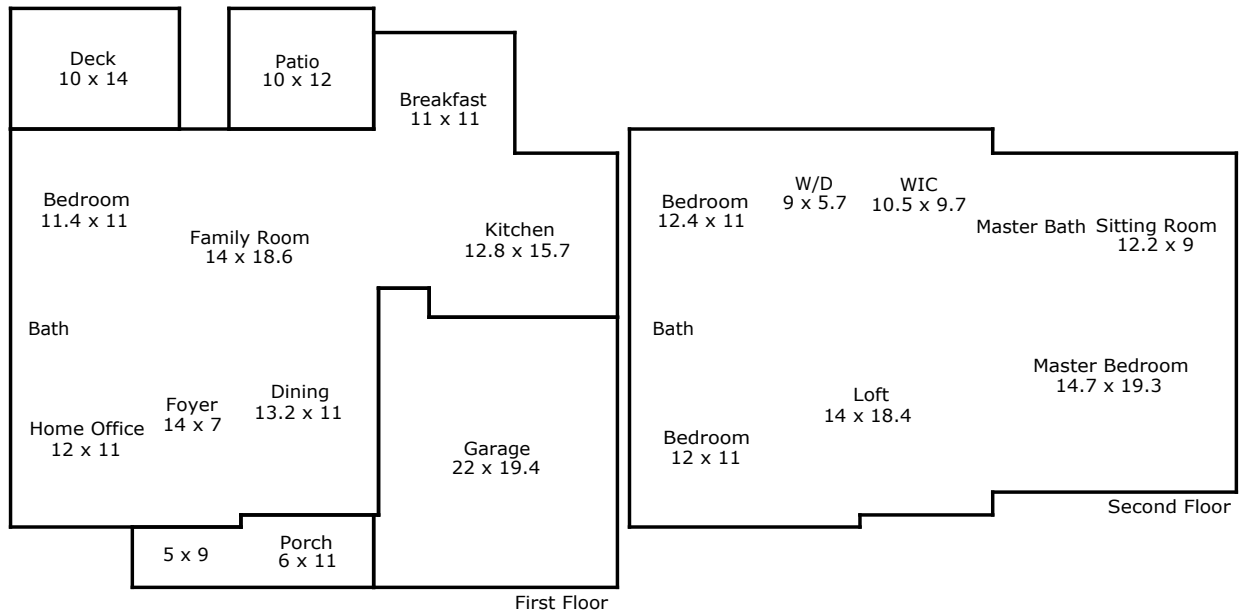 Deck
10 x 14
Patio
10 x 12
Breakfast
11 x 11
Bedroom
11.4 x 11
Family Room
14 x 18.6
Kitchen
12.8 x 15.7
Bath
Foyer
14 x 7
Dining
13.2 x 11
Home Office
12 x 11
Garage
22 x 19.4
5 x 9
Porch
6 x 11
First Floor
Bedroom
12.4 x 11
W/D
9 x 5.7
WIC
10.5 x 9.7
Master Bath
Sitting Room
12.2 x 9
Bath
Loft
14 x 18.4
Master Bedroom
14.7 x 19.3
Bedroom
12 x 11
Second Floor